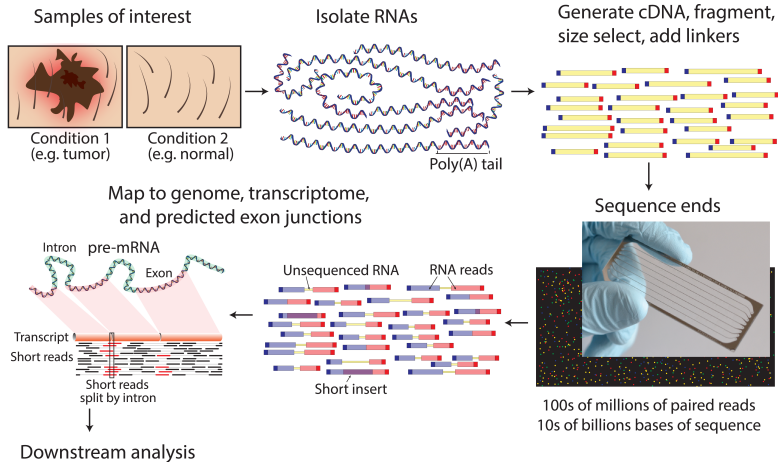 Samples of interest
Condition 1
(e.g. tumor)
Condition 2
(e.g. normal)
Isolate RNAs
Poly(A) tail
Generate cDNA, fragment,
size select, add linkers
Sequence ends
100s of millions of paired reads
10s of billions bases of sequence
Unsequenced RNA
RNA reads
Short insert
Map to genome, transcriptome,
and predicted exon junctions
Intron
pre-mRNA
Exon
Transcript
Short reads
Short reads
split by intron
Downstream analysis